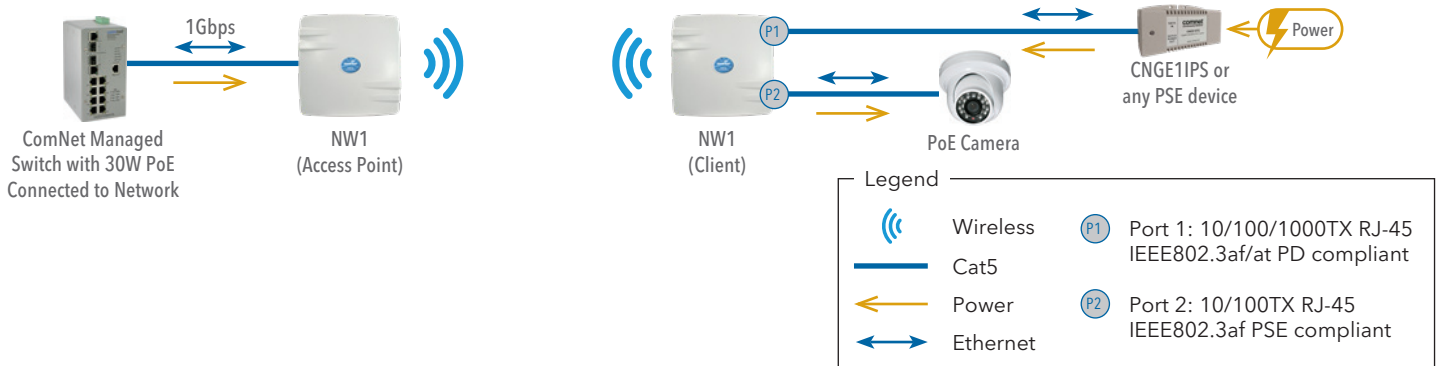 1Gbps
P1
P2
Power
comnet
ComNet Managed
Switch with 30W PoE
Connected to Network
NW1
(Access Point)
NW1
(Client)
PoE Camera
CNGE1IPS or
any PSE device
Legend
Wireless
Cat5
Power
Ethernet
P1
Port 1: 10/100/1000TX RJ-45
IEEE802.3af/at PD compliant
P2
Port 2: 10/100TX RJ-45
IEEE802.3af PSE compliant